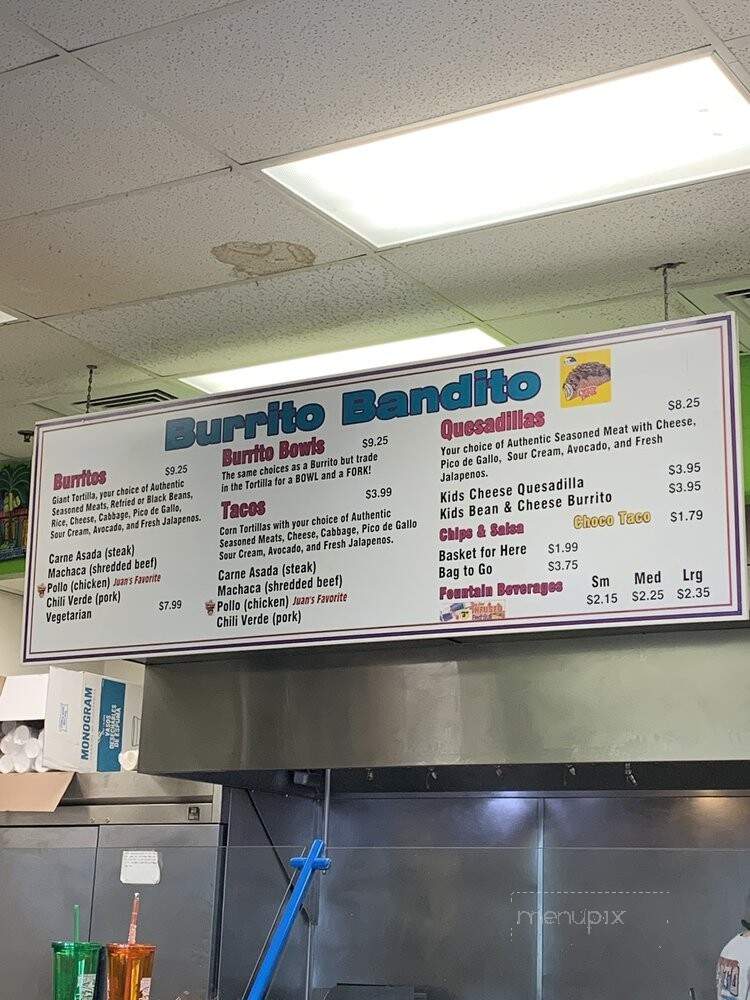 Burrito Bandito
Burritos $9.25
Giant Tortilla, your choice of Authentic
Seasoned Meats, Refried or Black Beans,
Rice, Cheese, Cabbage, Pico de Gallo,
Sour Cream, Avocado, and Fresh Jalapenos.
Carne Asada (steak)
Machaca (shredded beef)
Pollo (chicken) Juan's Favorite
Chili Verde (pork)
Vegetarian $7.99
Burrito Bowls $9.25
The same choices as a Burrito but trade
in the Tortilla for a BOWL and a FORK!
Tacos $3.99
Corn Tortillas with your choice of Authentic
Seasoned Meats, Cheese, Cabbage, Pico de Gallo
Sour Cream, Avocado, and Fresh Jalapenos.
Carne Asada (steak)
Machaca (shredded beef)
Pollo (chicken) Juan's Favorite
Chili Verde (pork)
Quesadillas $8.25
Your choice of Authentic Seasoned Meat with Cheese,
Pico de Gallo, Sour Cream, Avocado, and Fresh
Jalapenos.
Kids Cheese Quesadilla $3.95
Kids Bean & Cheese Burrito $3.95
Chips & Salsa
Choco Taco $1.79
Basket for Here $1.99
Bag to Go $3.75
Fountain Beverages
Sm Med Lrg
$2.15 $2.25 $2.35
INFUSED
MONOGRAM
VASOS
DESECHABLES
DE ESPUMA
menupix